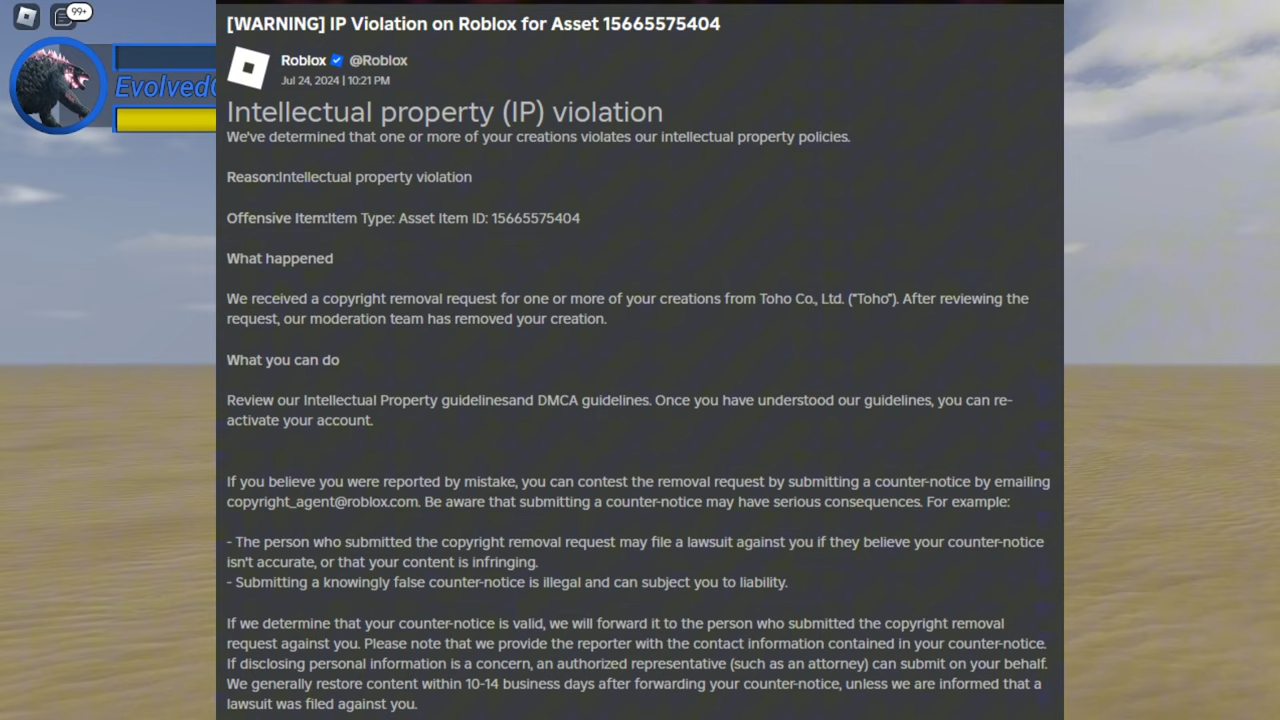 99+
EvolvedG
[WARNING] IP Violation on Roblox for Asset 15665575404
Roblox @Roblox
Jul 24, 2024 | 10:21 PM
Intellectual property (IP) violation
We've determined that one or more of your creations violates our intellectual property policies.
Reason:Intellectual property violation
Offensive Item:Item Type: Asset Item ID: 15665575404
What happened
We received a copyright removal request for one or more of your creations from Toho Co., Ltd. ("Toho"). After reviewing the
request, our moderation team has removed your creation.
What you can do
Review our Intellectual Property guidelinesand DMCA guidelines. Once you have understood our guidelines, you can re-
activate your account.
If you believe you were reported by mistake, you can contest the removal request by submitting a counter-notice by emailing
copyright_agent@roblox.com. Be aware that submitting a counter-notice may have serious consequences. For example:
- The person who submitted the copyright removal request may file a lawsuit against you if they believe your counter-notice
isn't accurate, or that your content is infringing.
- Submitting a knowingly false counter-notice is illegal and can subject you to liability.
If we determine that your counter-notice is valid, we will forward it to the person who submitted the copyright removal
request against you. Please note that we provide the reporter with the contact information contained in your counter-notice.
If disclosing personal information is a concern, an authorized representative (such as an attorney) can submit on your behalf.
We generally restore content within 10-14 business days after forwarding your counter-notice, unless we are informed that a
lawsuit was filed against you.